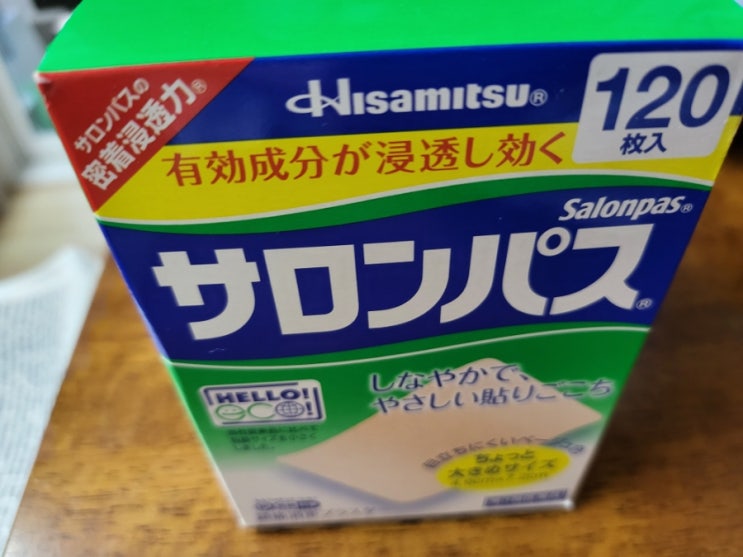 サロンパスの
密着浸透力®
HISAMITSU®
120
枚入
有効成分が浸透し効く
Salonpas®
サロンパス®
HELLO!
eco!
しなやかで、
やさしい貼りごこち
ちょっと
大きめサイズ